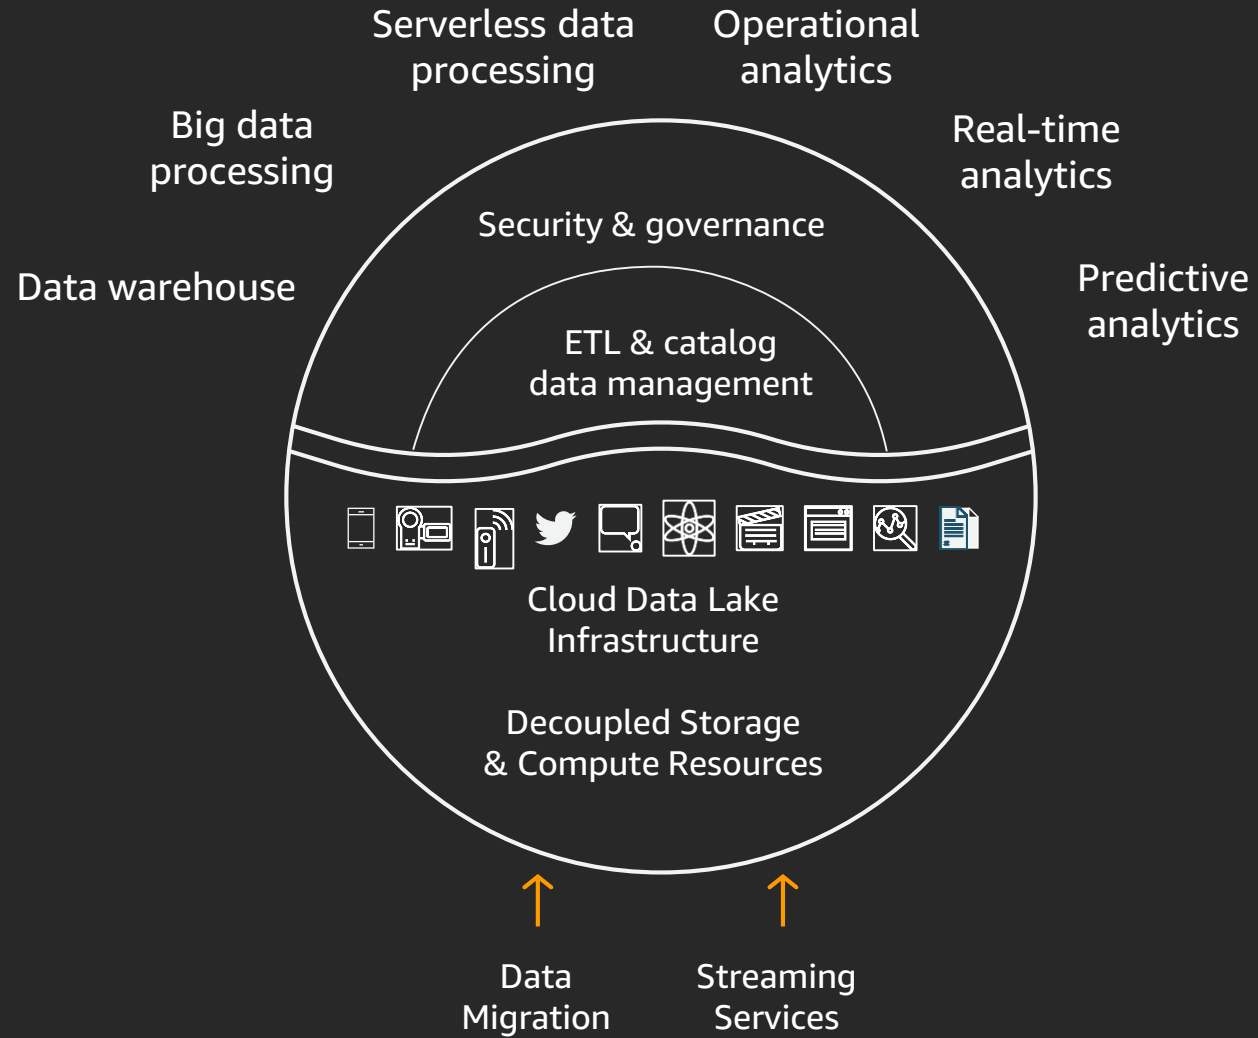 Serverless data
processing
Operational
analytics
Big data
processing
Real-time
analytics
Data warehouse
Predictive
analytics
Security & governance
ETL & catalog
data management
Cloud Data Lake
Infrastructure
Decoupled Storage
& Compute Resources
Data
Migration
Streaming
Services